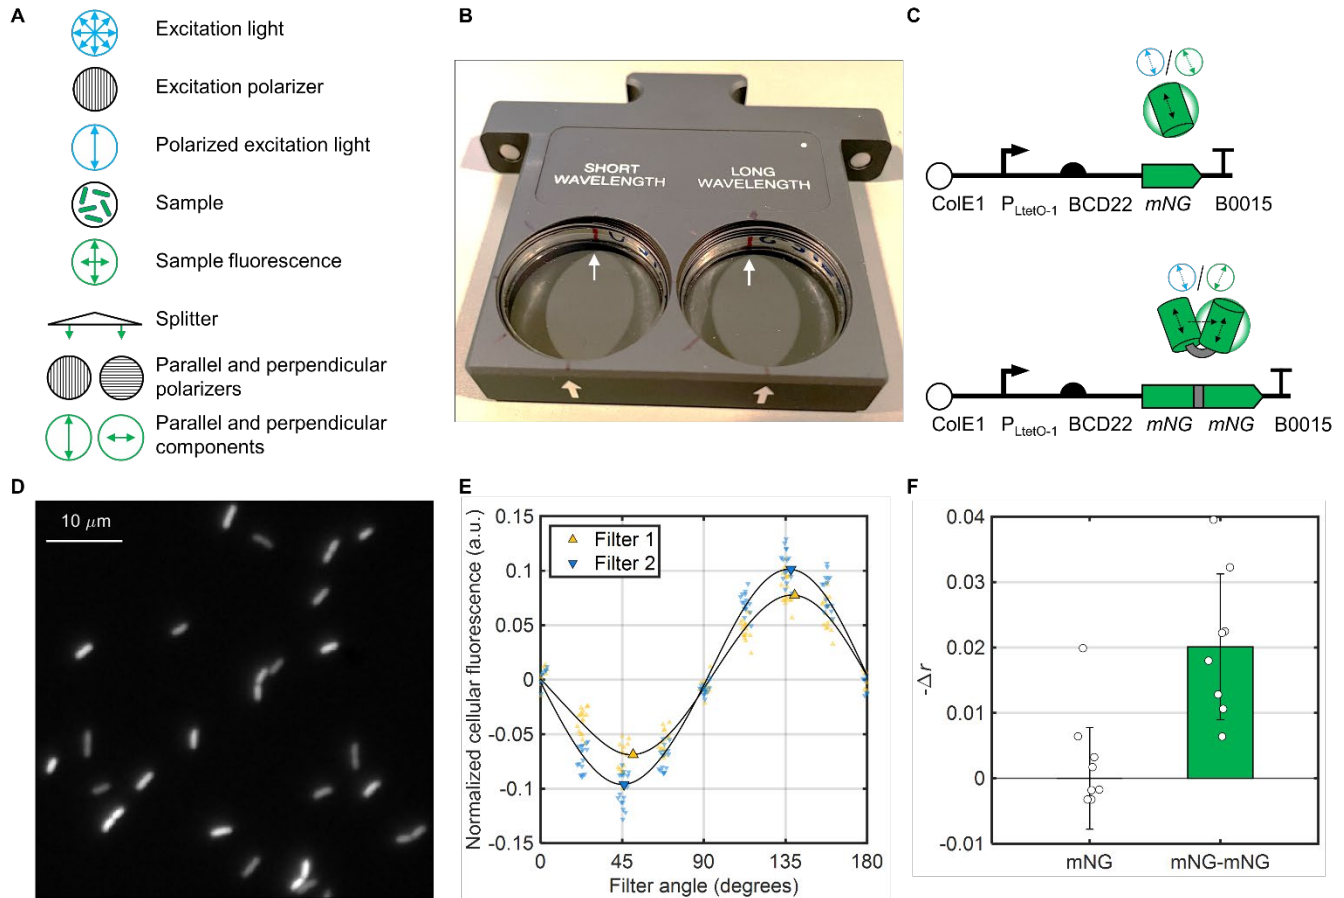 A
Excitation light
Excitation polarizer
Polarized excitation light
Sample
Sample fluorescence
Splitter
Parallel and perpendicular
polarizers
Parallel and perpendicular
components
B
SHORT
WAVELENGTH
LONG
WAVELENGTH
C
/
ColE1
PLtetO-1
BCD22
mNG
B0015
/
ColE1
PLtetO-1
BCD22
mNG
mNG
B0015
D
10 μm
E
Normalized cellular fluorescence (a.u.)
0.15
0.1
0.05
0
-0.05
-0.1
-0.15
Filter 1
Filter 2
0
45
90
135
180
Filter angle (degrees)
F
-Δr
0.04
0.03
0.02
0.01
0
-0.01
mNG
mNG-mNG